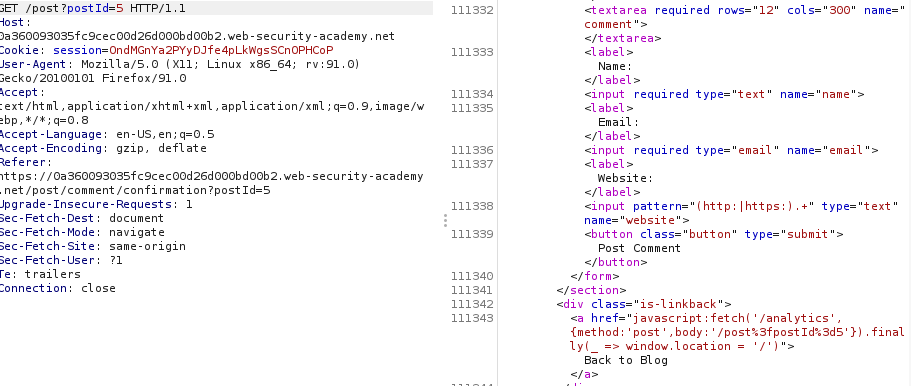 GET /post?postId=5 HTTP/1.1
Host:
0a360093035fc9cec00d26d000bd00b2.web-security-academy.net
Cookie: session=OndMGnYa2PYyDJfe4pLkWgsSCnOPHCoP
User-Agent: Mozilla/5.0 (X11; Linux x86_64; rv:91.0)
Gecko/20100101 Firefox/91.0
Accept:
text/html,application/xhtml+xml,application/xml;q=0.9,image/w
ebp,*/*;q=0.8
Accept-Language: en-US,en;q=0.5
Accept-Encoding: gzip, deflate
Referer:
https://0a360093035fc9cec00d26d000bd00b2.web-security-academy
.net/post/comment/confirmation?postId=5
Upgrade-Insecure-Requests: 1
Sec-Fetch-Dest: document
Sec-Fetch-Mode: navigate
Sec-Fetch-Site: same-origin
Sec-Fetch-User: ?1
Te: trailers
Connection: close
111332 <textarea required rows="12" cols="300" name="
comment">
</textarea>
111333 <label>
Name:
</label>
111334 <input required type="text" name="name">
111335 <label>
Email:
</label>
111336 <input required type="email" name="email">
111337 <label>
Website:
</label>
111338 <input pattern="(http:|https:).+" type="text"
name="website">
111339 <button class="button" type="submit">
Post Comment
</button>
111340 </form>
111341 </section>
111342 <div class="is-linkback">
111343 <a href="javascript:fetch('/analytics',
{method:'post',body:'/post%3fpostId%3d5'}).final
ly(_ => window.location = '/')">
Back to Blog
</a>